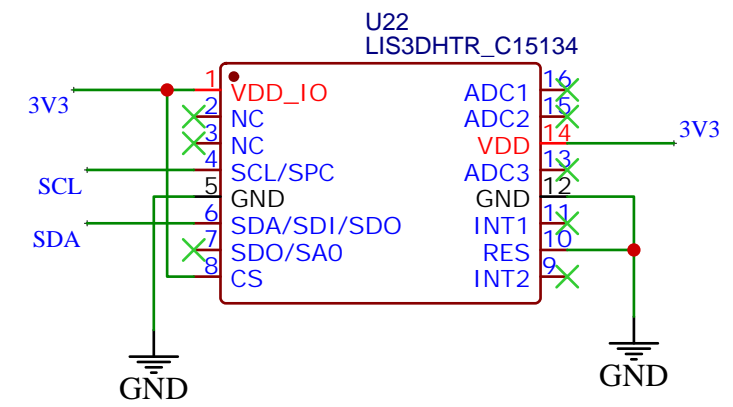 U22
LIS3DHTR_C15134
1 VDD_IO ADC1 16
2 NC ADC2 15
3 NC VDD 14
4 SCL/SPC ADC3 13
5 GND GND 12
6 SDA/SDI/SDO INT1 11
7 SDO/SA0 RES 10
8 CS INT2 9
3V3
SCL
SDA
3V3
GND
GND